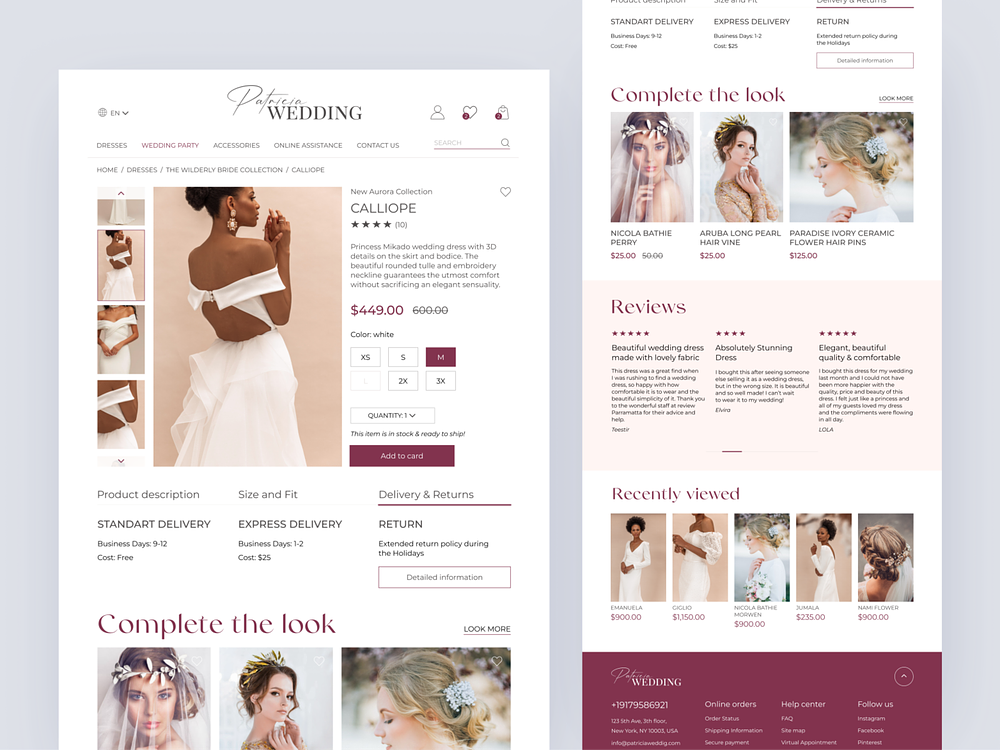 Patricia
WEDDING
EN
2
2
DRESSES
WEDDING PARTY
ACCESSORIES
ONLINE ASSISTANCE
CONTACT US
SEARCH
HOME / DRESSES / THE WILDERLY BRIDE COLLECTION / CALLIOPE
New Aurora Collection
CALLIOPE
★★★★ (10)
Princess Mikado wedding dress with 3D
details on the skirt and bodice. The
beautiful rounded tulle and embroidery
neckline guarantees the utmost comfort
without sacrificing an elegant sensuality.
$449.00 600.00
Color: white
XS S M
L 2X 3X
QUANTITY: 1
This item is in stock & ready to ship!
Add to card
Product description
Size and Fit
Delivery & Returns
STANDART DELIVERY
Business Days: 9-12
Cost: Free
EXPRESS DELIVERY
Business Days: 1-2
Cost: $25
RETURN
Extended return policy during
the Holidays
Detailed information
Complete the look
LOOK MORE
Product description
Size and Fit
Delivery & Returns
STANDART DELIVERY
Business Days: 9-12
Cost: Free
EXPRESS DELIVERY
Business Days: 1-2
Cost: $25
RETURN
Extended return policy during
the Holidays
Detailed information
Complete the look
LOOK MORE
NICOLA BATHIE
PERRY
$25.00 50.00
ARUBA LONG PEARL
HAIR VINE
$25.00
PARADISE IVORY CERAMIC
FLOWER HAIR PINS
$125.00
Reviews
★★★★★
Beautiful wedding dress
made with lovely fabric
This dress was a great find when
I was rushing to find a wedding
dress, so happy with how
comfortable it is to wear and the
beautiful simplicity of it. Thank you
to the wonderful staff at review
Parramatta for their advice and
help.
Teestir
★★★★
Absolutely Stunning
Dress
I bought this after seeing someone
else selling it as a wedding dress,
but in the wrong size. It is beautiful
and so well made! I can't wait
to wear it to my wedding!
Elvira
★★★★★
Elegant, beautiful
quality & comfortable
I bought this dress for my wedding
last month and I could not have
been more happier with the
quality, price and beauty of this
dress. I felt just like a princess and
all of my guests loved my dress
and the compliments were flowing
in all day.
LOLA
Recently viewed
EMANUELA
$900.00
GIGLIO
$1,150.00
NICOLA BATHIE
MORWEN
$900.00
JUMALA
$235.00
NAMI FLOWER
$900.00
Patricia
WEDDING
+19179586921
123 5th Ave, 3th floor,
New York, NY 10003, USA
info@patriciaweddig.com
Online orders
Order Status
Shipping Information
Secure payment
Help center
FAQ
Site map
Virtual Appointment
Follow us
Instagram
Facebook
Pinterest